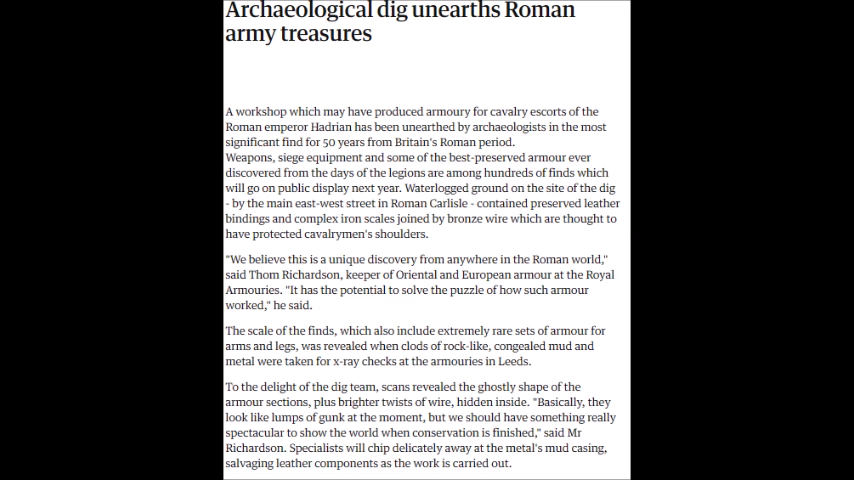 Archaeological dig unearths Roman
army treasures
A workshop which may have produced armoury for cavalry escorts of the
Roman emperor Hadrian has been unearthed by archaeologists in the most
significant find for 50 years from Britain's Roman period.
Weapons, siege equipment and some of the best-preserved armour ever
discovered from the days of the legions are among hundreds of finds which
will go on public display next year. Waterlogged ground on the site of the dig
- by the main east-west street in Roman Carlisle - contained preserved leather
bindings and complex iron scales joined by bronze wire which are thought to
have protected cavalrymen's shoulders.
"We believe this is a unique discovery from anywhere in the Roman world,"
said Thom Richardson, keeper of Oriental and European armour at the Royal
Armouries. "It has the potential to solve the puzzle of how such armour
worked," he said.
The scale of the finds, which also include extremely rare sets of armour for
arms and legs, was revealed when clods of rock-like, congealed mud and
metal were taken for x-ray checks at the armouries in Leeds.
To the delight of the dig team, scans revealed the ghostly shape of the
armour sections, plus brighter twists of wire, hidden inside. "Basically, they
look like lumps of gunk at the moment, but we should have something really
spectacular to show the world when conservation is finished," said Mr
Richardson. Specialists will chip delicately away at the metal's mud casing,
salvaging leather components as the work is carried out.